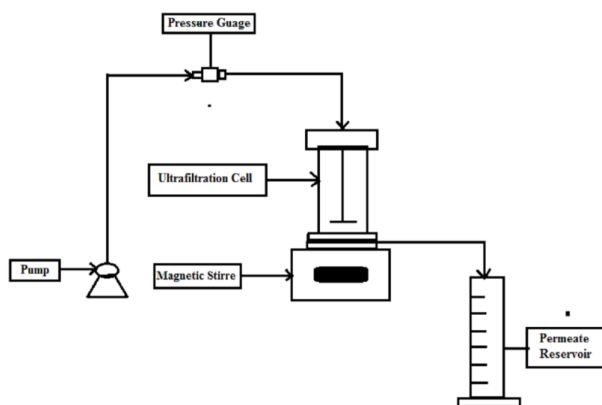 Pressure Guage
Ultrafiltration Cell
Pump
Magnetic Stirre
Permeate
Reservoir